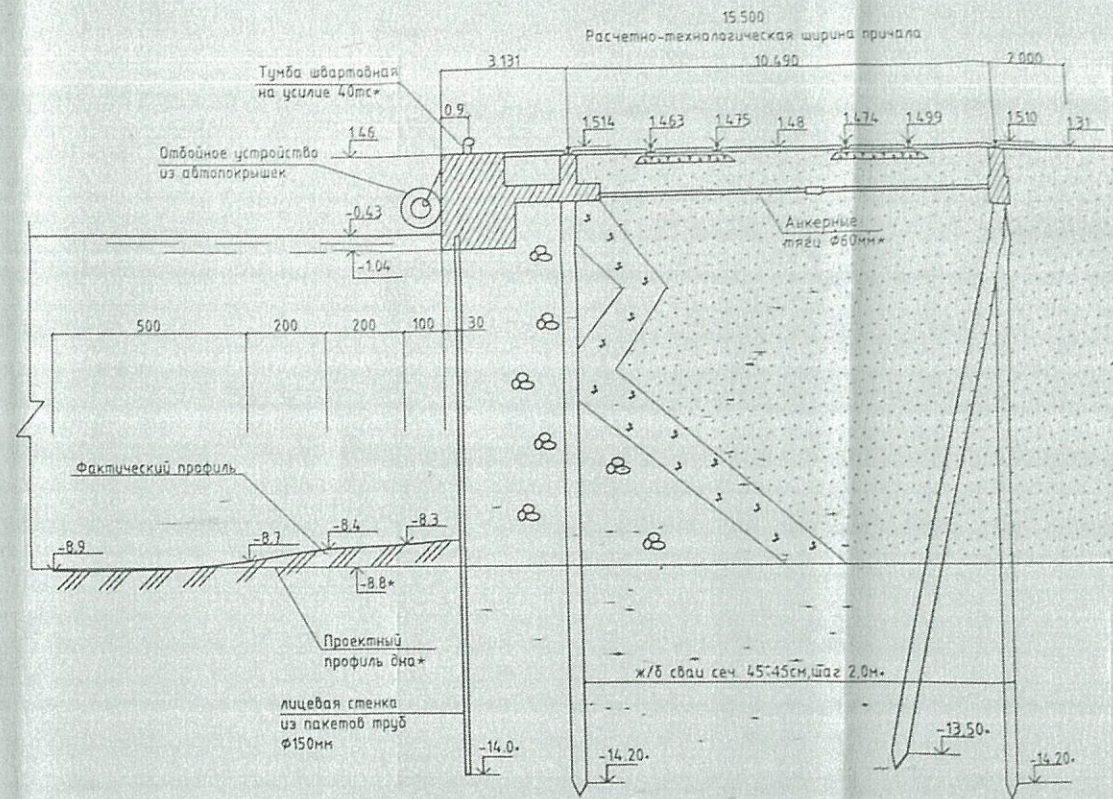 15.500
Расчетно-технологическая ширина причала
3.131 10.490 2.000
Тумба швартовная
на усилие 40тс*
0.9
1.46 1.514 1.463 1.475 1.48 1.474 1.499 1.510 1.31
Отбойное устройство
из автопокрышек
-0.43
Анкерные
тяги Ф60мм*
-1.04
500 200 200 100 30
Фактический профиль
-8.9 -8.7 -8.4 -8.3
-8.8*
Проектный
профиль дна*
ж/б сваи сеч. 45*45см,шаг 2,0м*
лицевая стенка
из пакетов труб
Ф150мм
-14.0* -14.20* -13.50* -14.20*